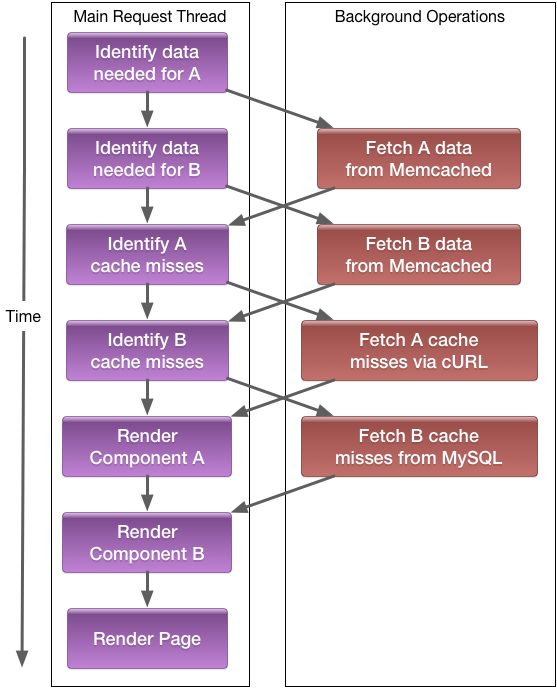 Main Request Thread
Background Operations
Identify data
needed for A
Identify data
needed for B
Fetch A data
from Memcached
Identify A
cache misses
Fetch B data
from Memcached
Time
Identify B
cache misses
Fetch A cache
misses via cURL
Render
Component A
Fetch B cache
misses from MySQL
Render
Component B
Render Page